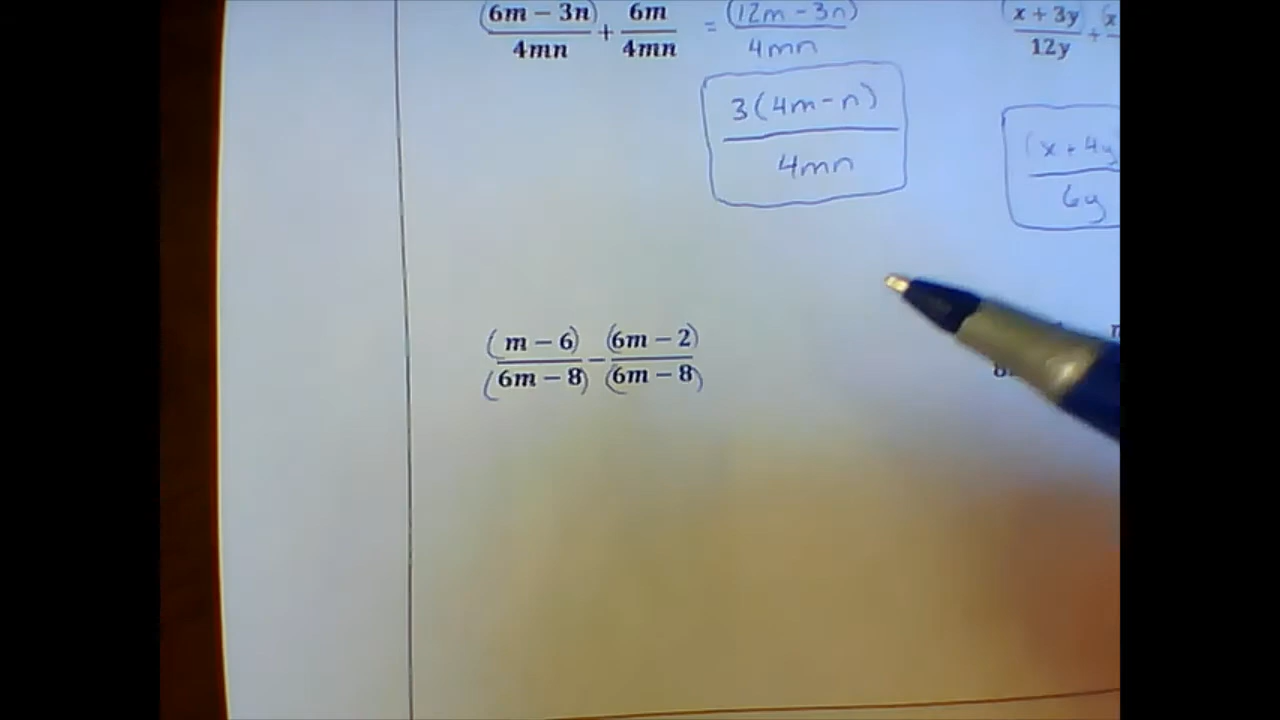 (6m − 3n)/4mn + 6m/4mn = (12m − 3n)/4mn
3(4m − n)/4mn
(m − 6)/(6m − 8) − (6m − 2)/(6m − 8)
(x + 3y)/12y +
(x + 4y
6y